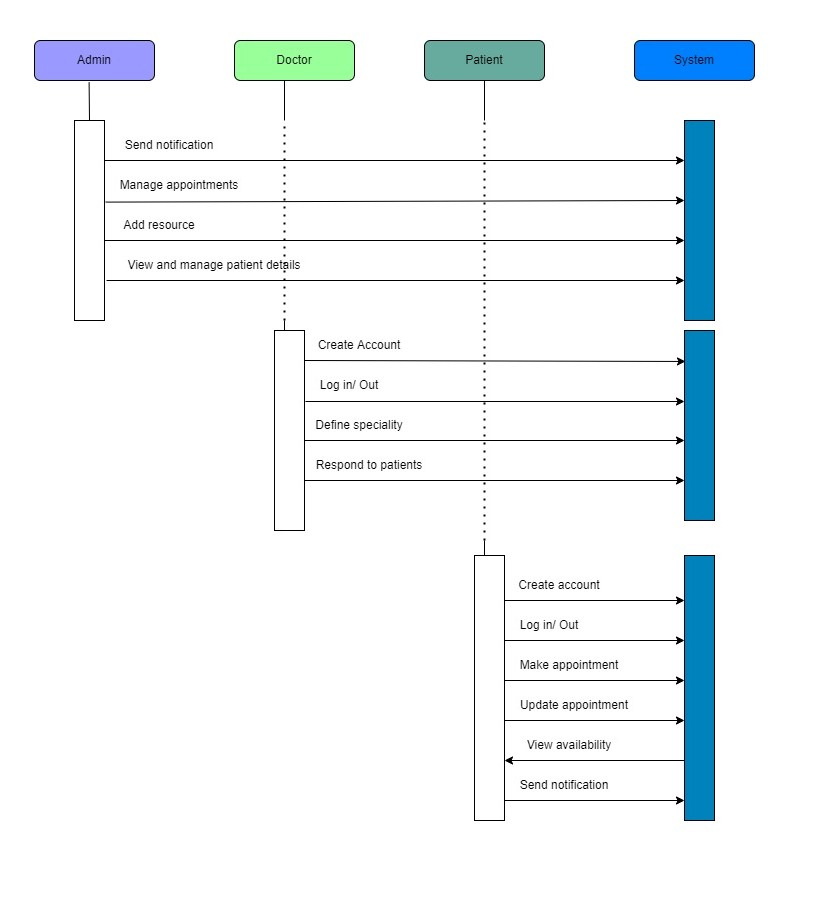 Admin
Doctor
Patient
System
Send notification
Manage appointments
Add resource
View and manage patient details
Create Account
Log in/ Out
Define speciality
Respond to patients
Create account
Log in/ Out
Make appointment
Update appointment
View availability
Send notification